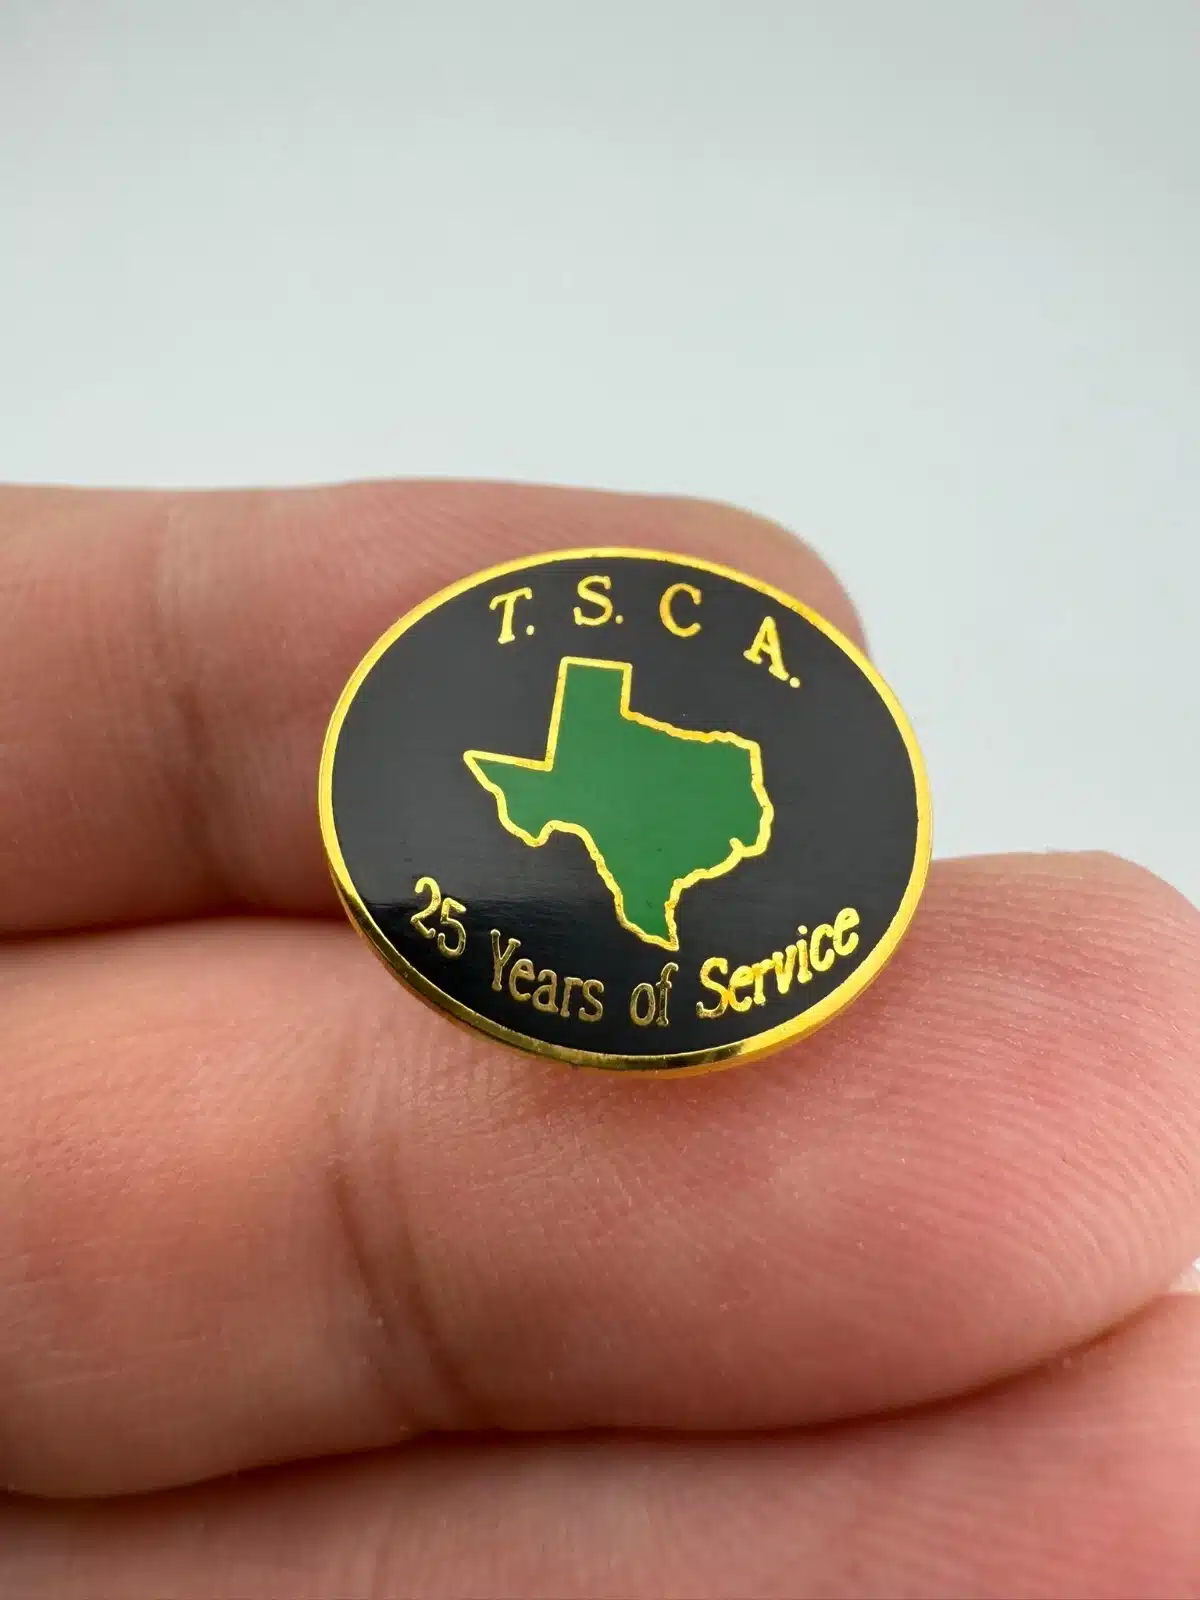 T. S. C A.
25 Years of Service